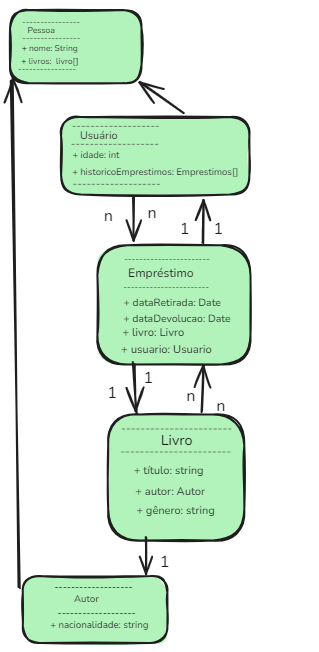 Pessoa
+ nome: String
+ livros: livro[]
Usuário
+ idade: int
+ historicoEmprestimos: Emprestimos[]
n
n
1
1
Empréstimo
+ dataRetirada: Date
+ dataDevolucao: Date
+ livro: Livro
+ usuario: Usuario
1
1
n
n
Livro
+ título: string
+ autor: Autor
+ gênero: string
1
Autor
+ nacionalidade: string